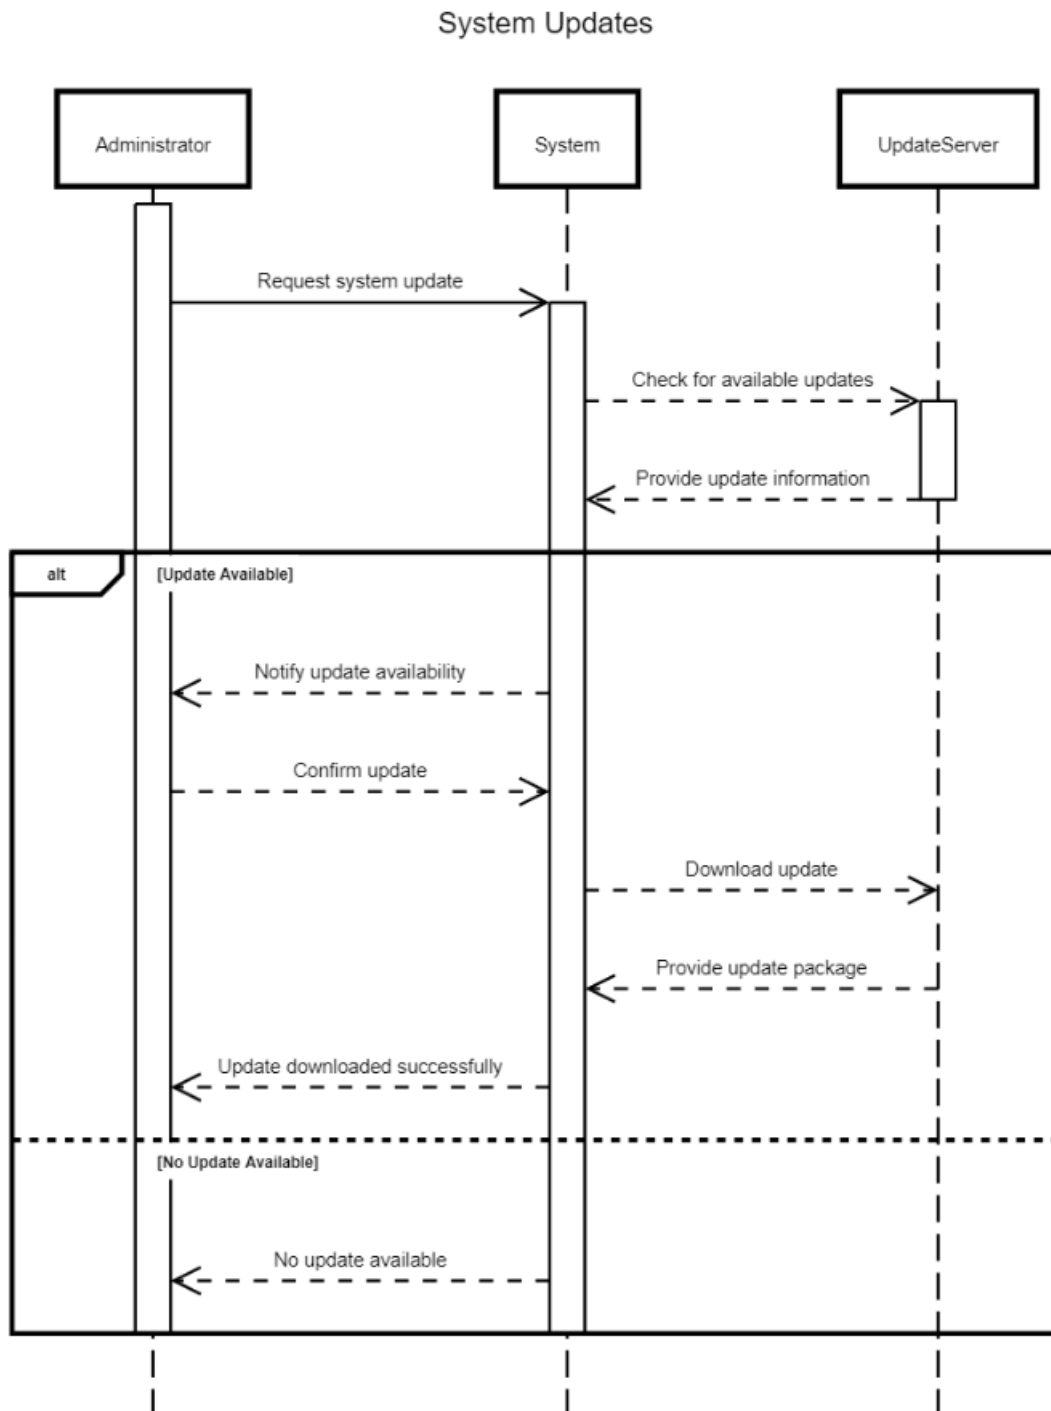 System Updates
Administrator
System
UpdateServer
Request system update
Check for available updates
Provide update information
alt
[Update Available]
Notify update availability
Confirm update
Download update
Provide update package
Update downloaded successfully
[No Update Available]
No update available